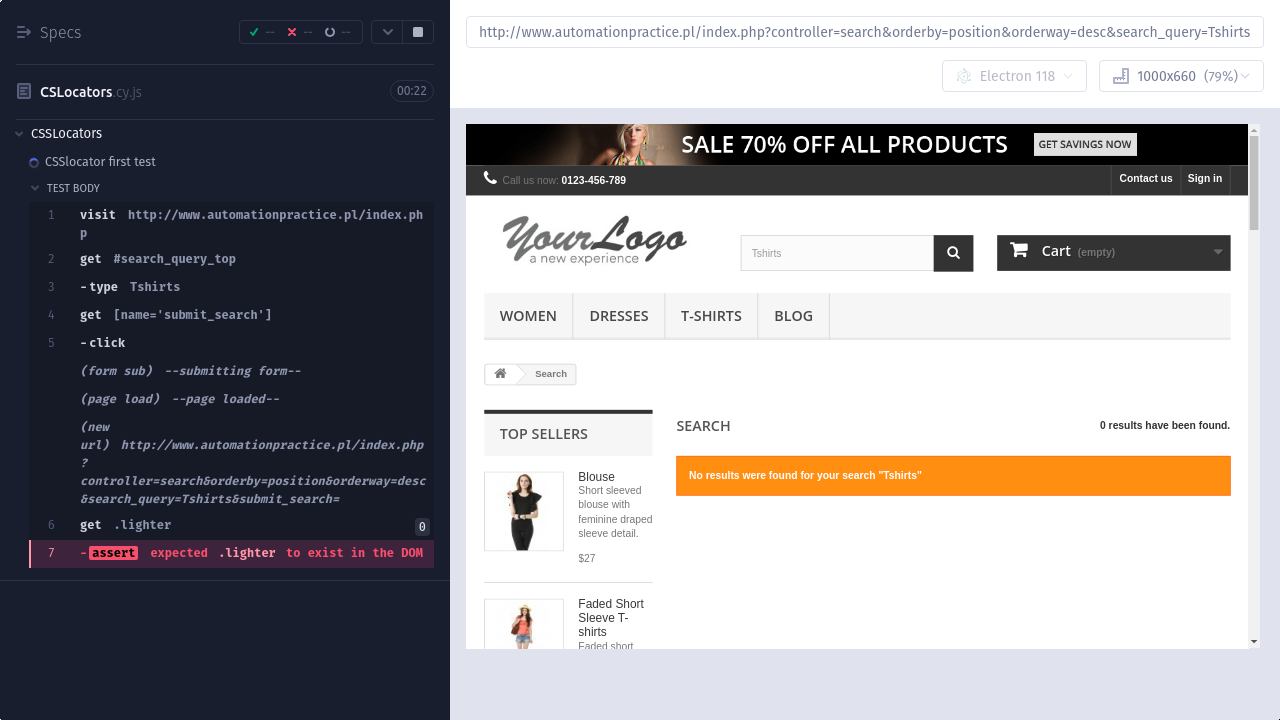 Specs
--
--
--
CSLocators.cy.js
00:22
CSSLocators
CSSlocator first test
TEST BODY
1 visit http://www.automationpractice.pl/index.ph
p
2 get #search_query_top
3 -type Tshirts
4 get [name='submit_search']
5 -click
(form sub) --submitting form--
(page load) --page loaded--
(new
url) http://www.automationpractice.pl/index.php
?
controller=search&orderby=position&orderway=desc
&search_query=Tshirts&submit_search=
6 get .lighter 0
7 -assert expected .lighter to exist in the DOM
http://www.automationpractice.pl/index.php?controller=search&orderby=position&orderway=desc&search_query=Tshirts
Electron 118
1000x660 (79%)
SALE 70% OFF ALL PRODUCTS
GET SAVINGS NOW
Call us now: 0123-456-789
Contact us
Sign in
YourLogo
a new experience
Tshirts
Cart (empty)
WOMEN
DRESSES
T-SHIRTS
BLOG
Search
TOP SELLERS
Blouse
Short sleeved
blouse with
feminine draped
sleeve detail.
$27
Faded Short
Sleeve T-
shirts
Faded short
SEARCH
0 results have been found.
No results were found for your search "Tshirts"